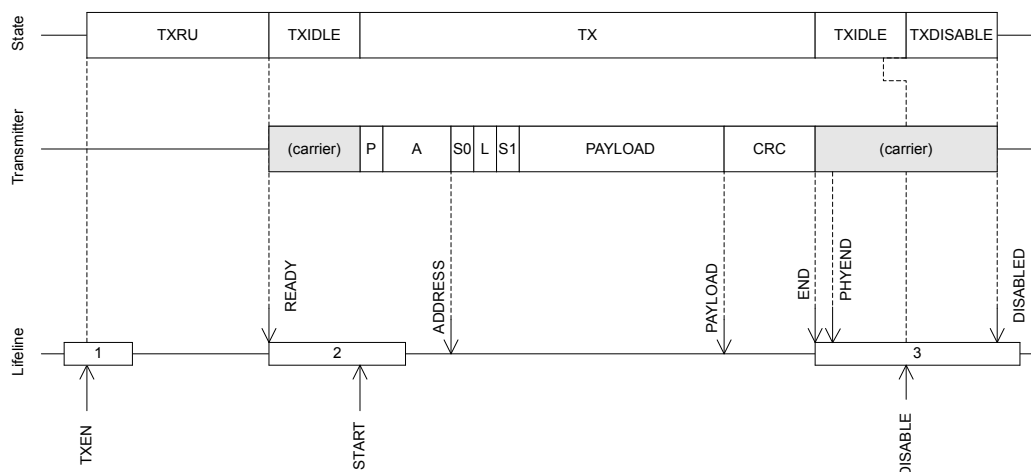 State
TXRU
TXIDLE
TX
TXIDLE
TXDISABLE
Transmitter
(carrier)
P
A
S0
L
S1
PAYLOAD
CRC
(carrier)
READY
ADDRESS
PAYLOAD
END
PHYEND
DISABLED
Lifeline
1
2
3
TXEN
START
DISABLE